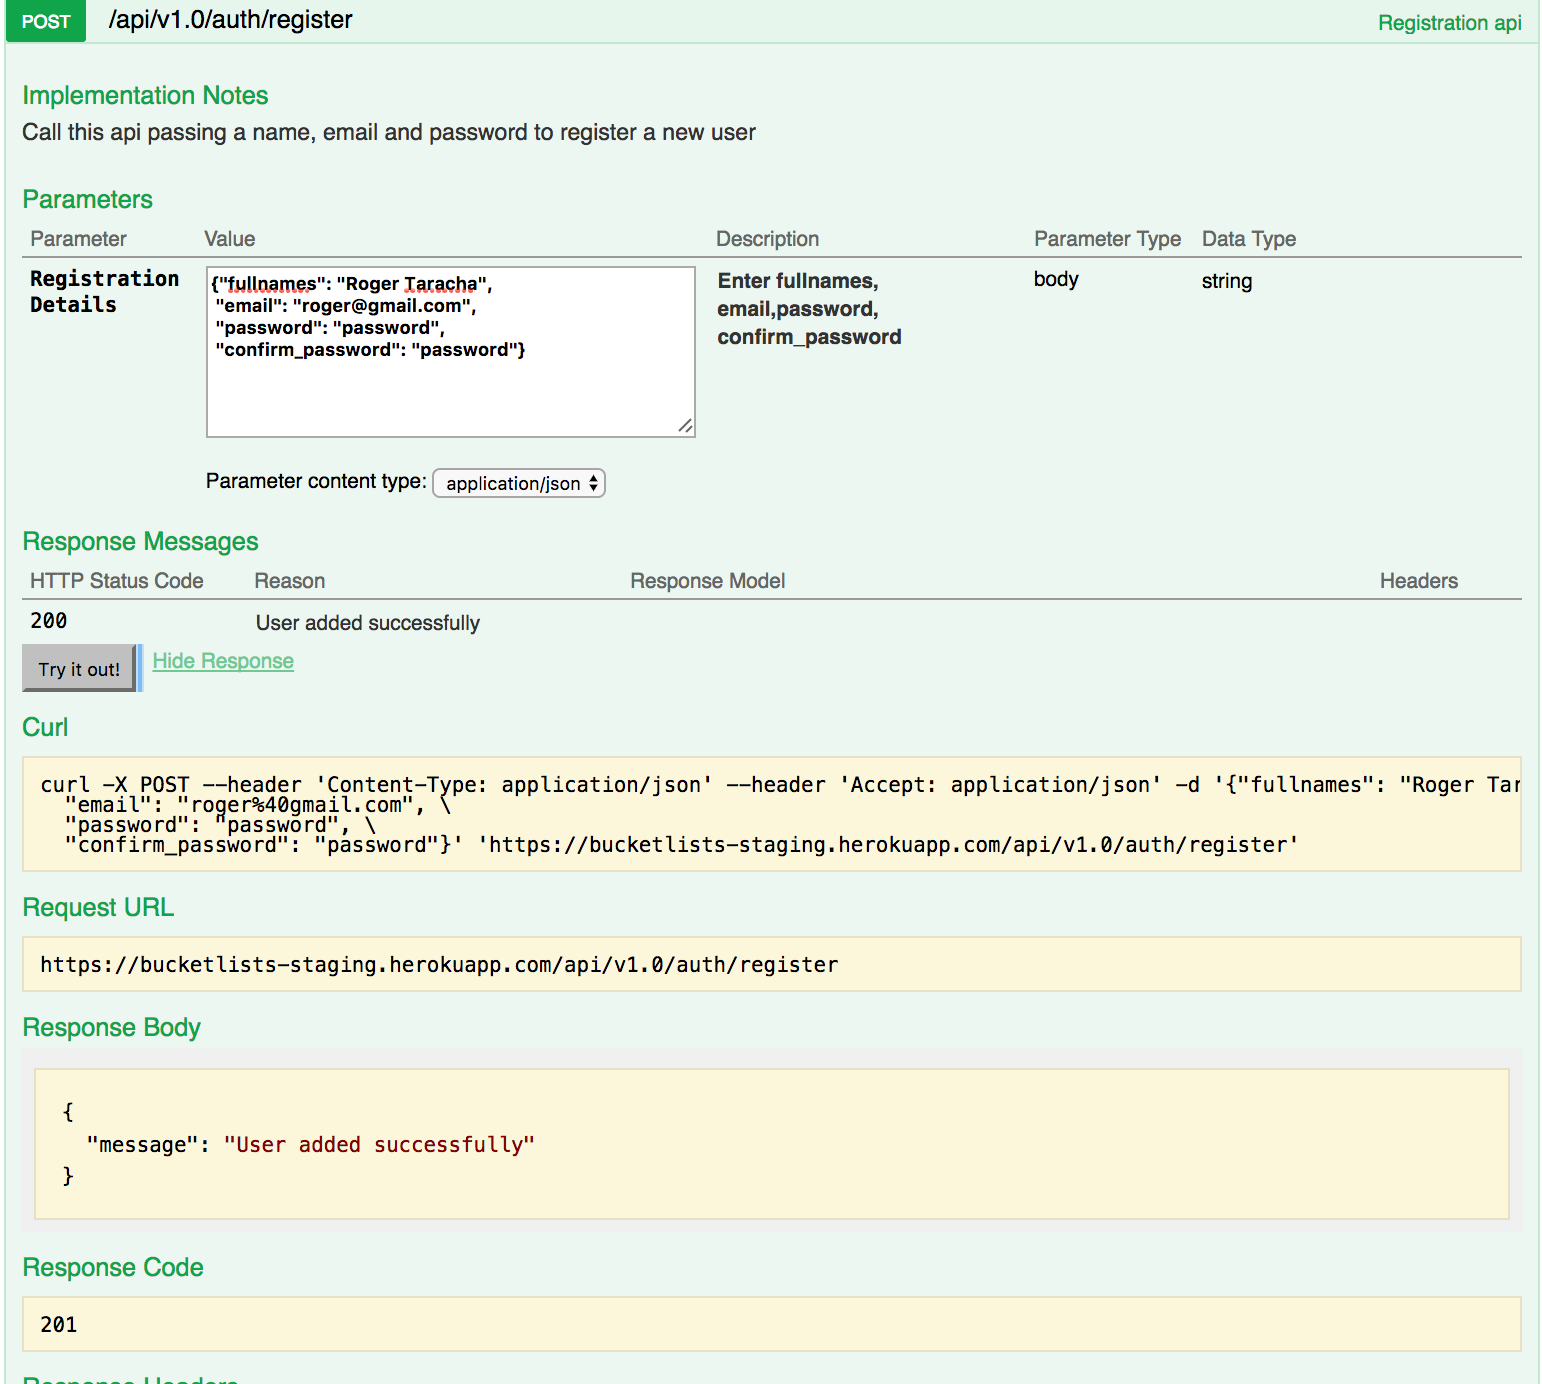 POST /api/v1.0/auth/register Registration api
Implementation Notes
Call this api passing a name, email and password to register a new user
Parameters
Parameter Value Description Parameter Type Data Type
Registration Details
{"fullnames": "Roger Taracha",
"email": "roger@gmail.com",
"password": "password",
"confirm_password": "password"}
Enter fullnames,
email,password,
confirm_password
body
string
Parameter content type: application/json
Response Messages
HTTP Status Code Reason Response Model Headers
200 User added successfully
Try it out! Hide Response
Curl
curl -X POST --header 'Content-Type: application/json' --header 'Accept: application/json' -d '{"fullnames": "Roger Tar
"email": "roger%40gmail.com", \
"password": "password", \
"confirm_password": "password"}' 'https://bucketlists-staging.herokuapp.com/api/v1.0/auth/register'
Request URL
https://bucketlists-staging.herokuapp.com/api/v1.0/auth/register
Response Body
{
"message": "User added successfully"
}
Response Code
201
Response Headers